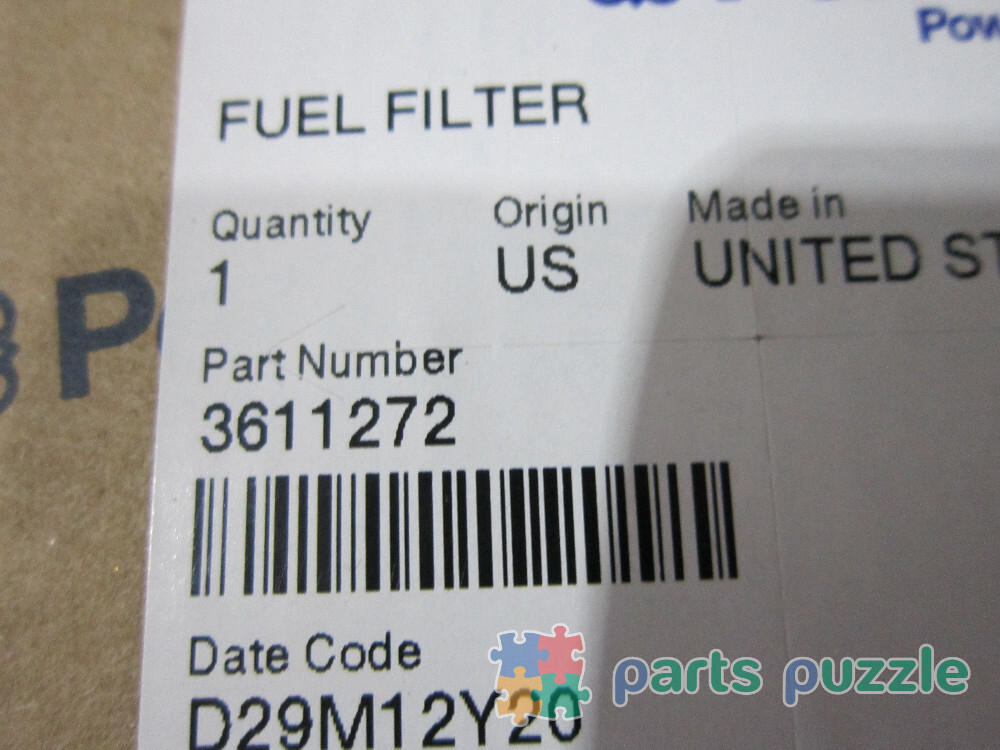 Pow
FUEL FILTER
Quantity Origin Made in
1 US UNITED ST
P
Part Number
3611272
Date Code
D29M12Y20
parts puzzle